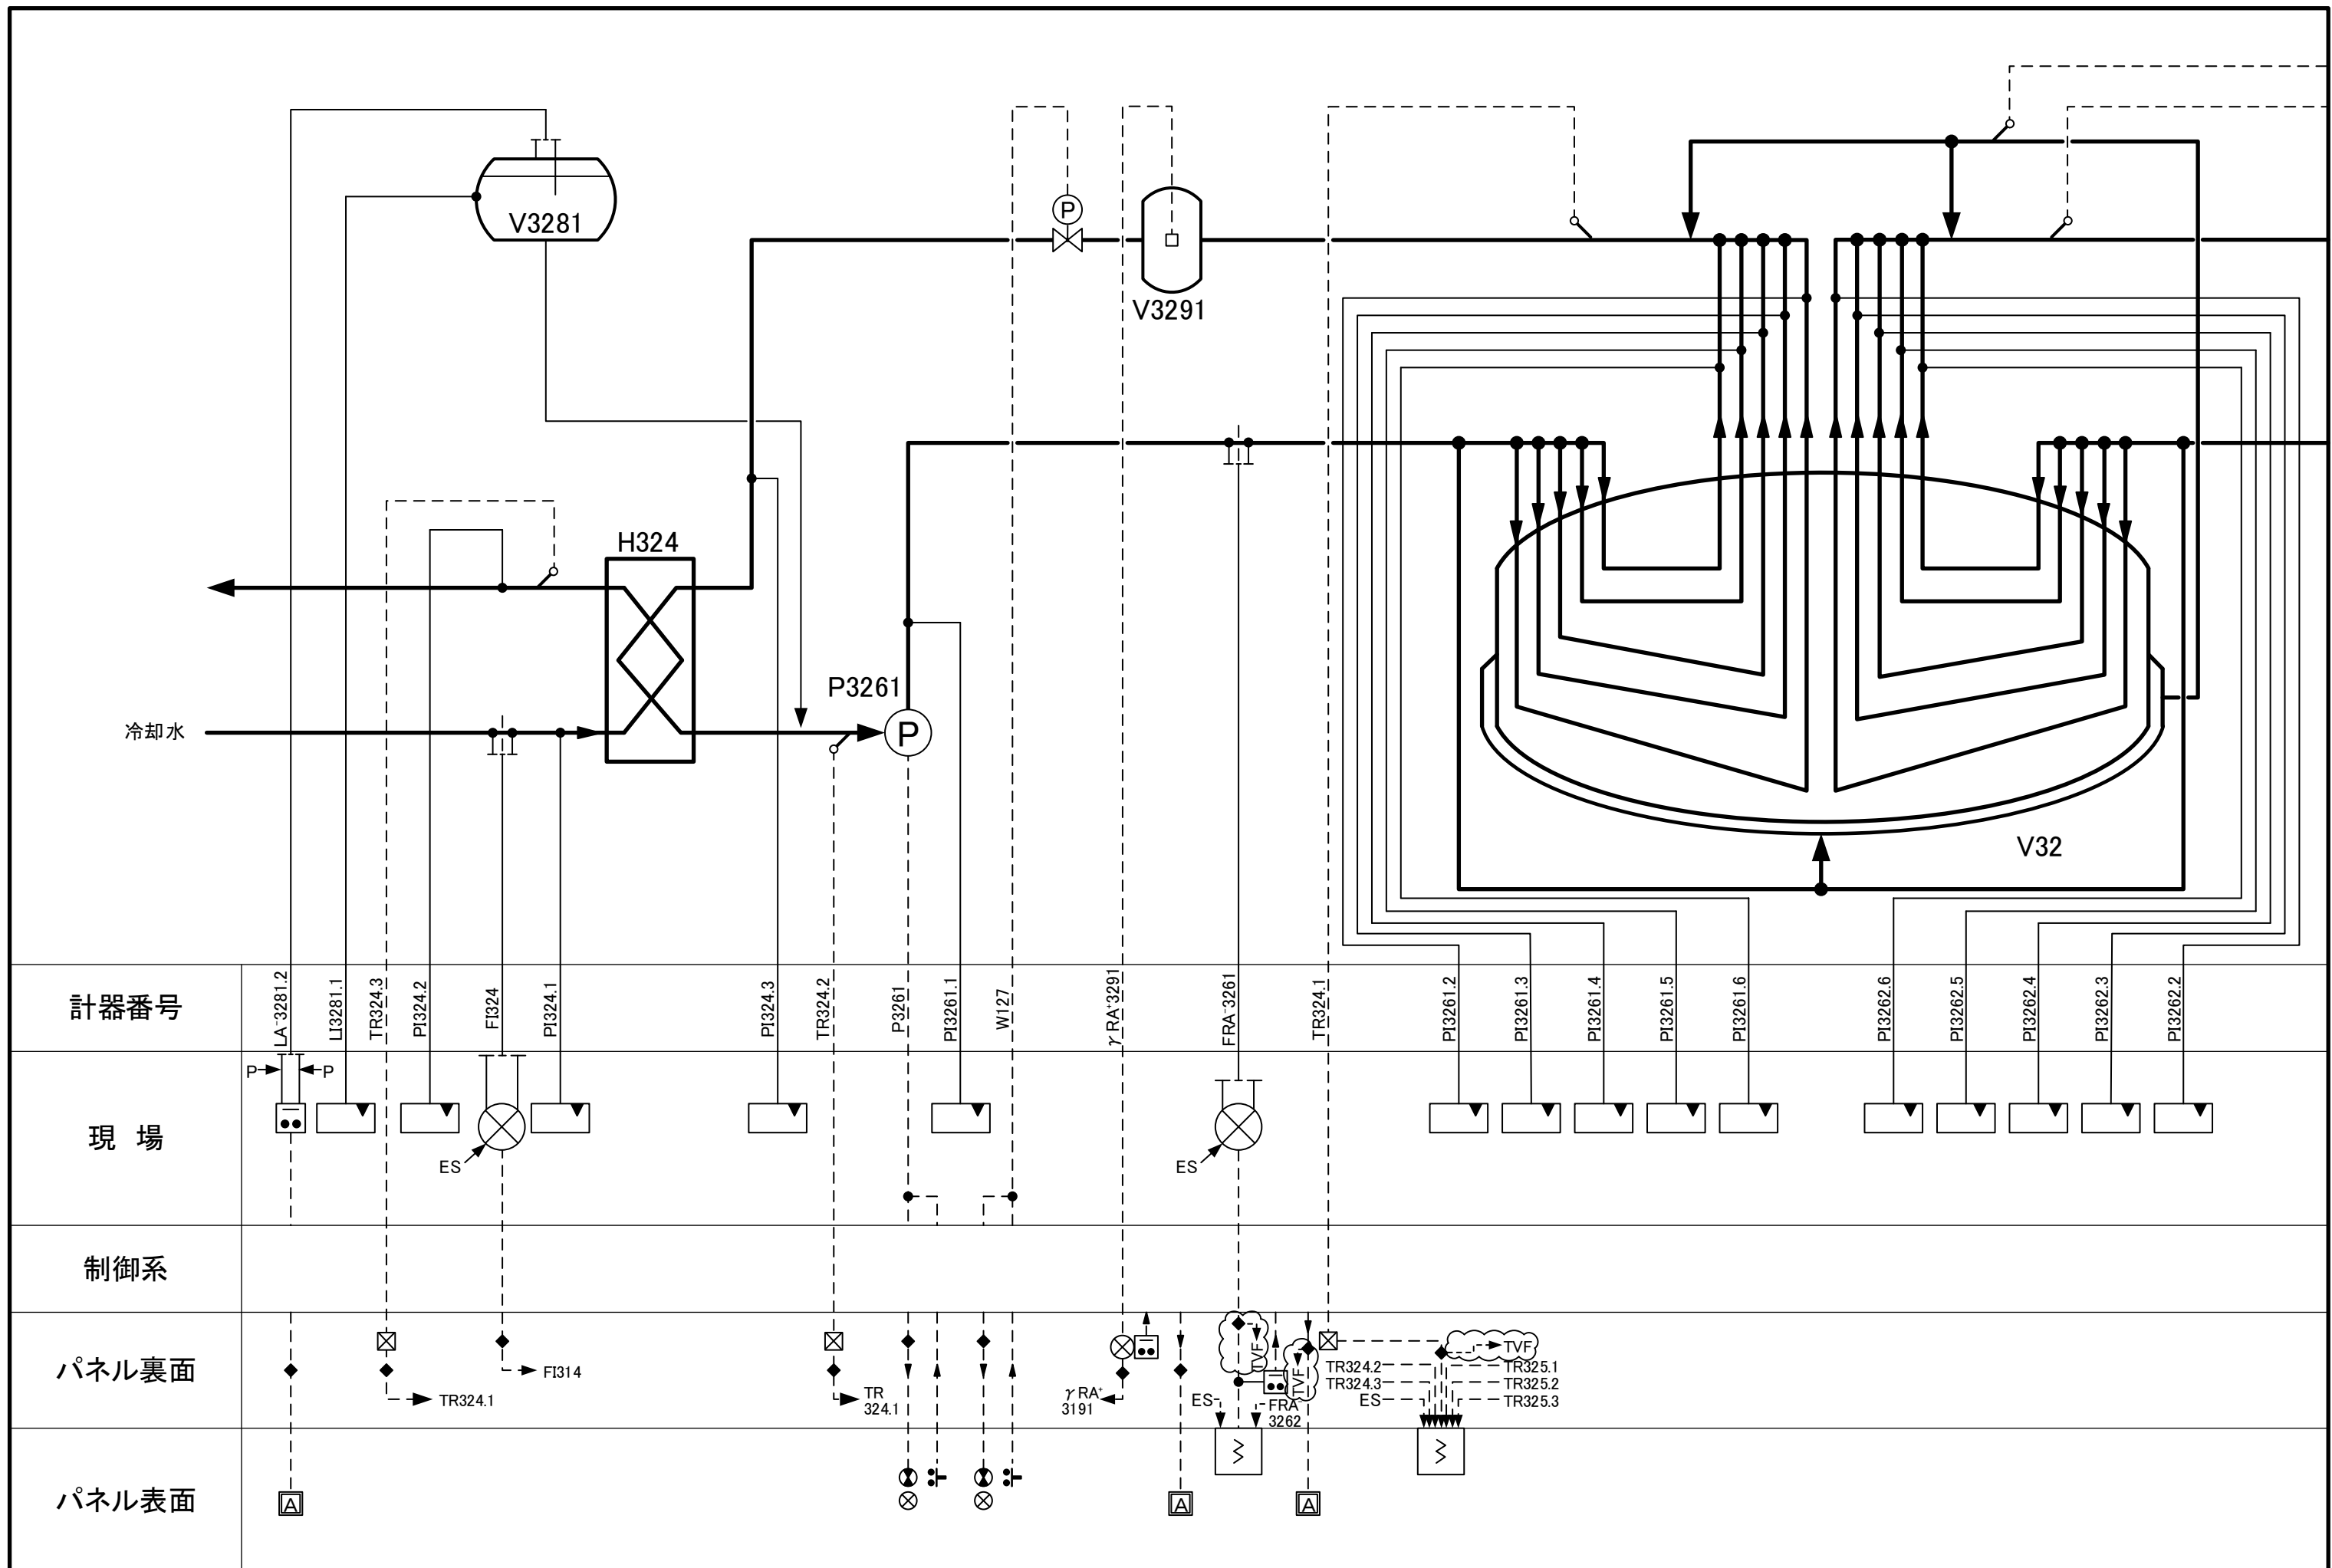 V3281
P
V3291
H324
P3261
P
冷却水
V32
計器番号
LA-3281.2
LI3281.1
TR324.3
PI324.2
FI324
PI324.1
PI324.3
TR324.2
P3261
PI3261.1
W127
γRA+3291
FRA-3261
TR324.1
PI3261.2
PI3261.3
PI3261.4
PI3261.5
PI3261.6
PI3262.6
PI3262.5
PI3262.4
PI3262.3
PI3262.2
現 場
P
P
ES
ES
制御系
パネル裏面
TR324.1
FI314
TR
324.1
γRA+
3191
ES
TVF
TVF
FRA-
3262
TR324.2
TR324.3
ES
TVF
TR325.1
TR325.2
TR325.3
パネル表面
A
A
A